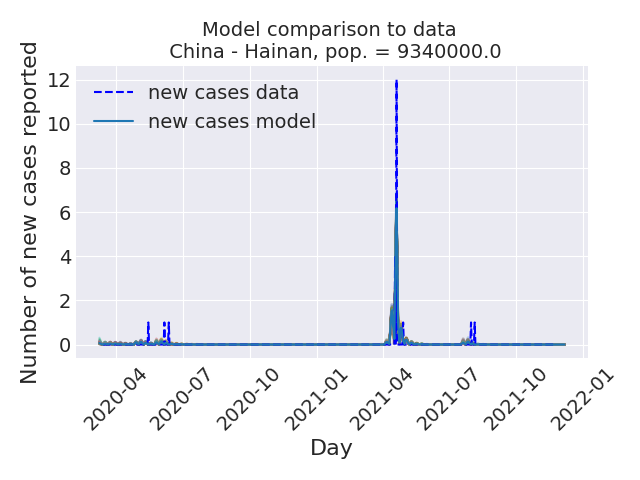 Model comparison to data
China - Hainan, pop. = 9340000.0
new cases data
new cases model
Number of new cases reported
12
10
8
6
4
2
0
2020-04
2020-07
2020-10
2021-01
2021-04
2021-07
2021-10
2022-01
Day